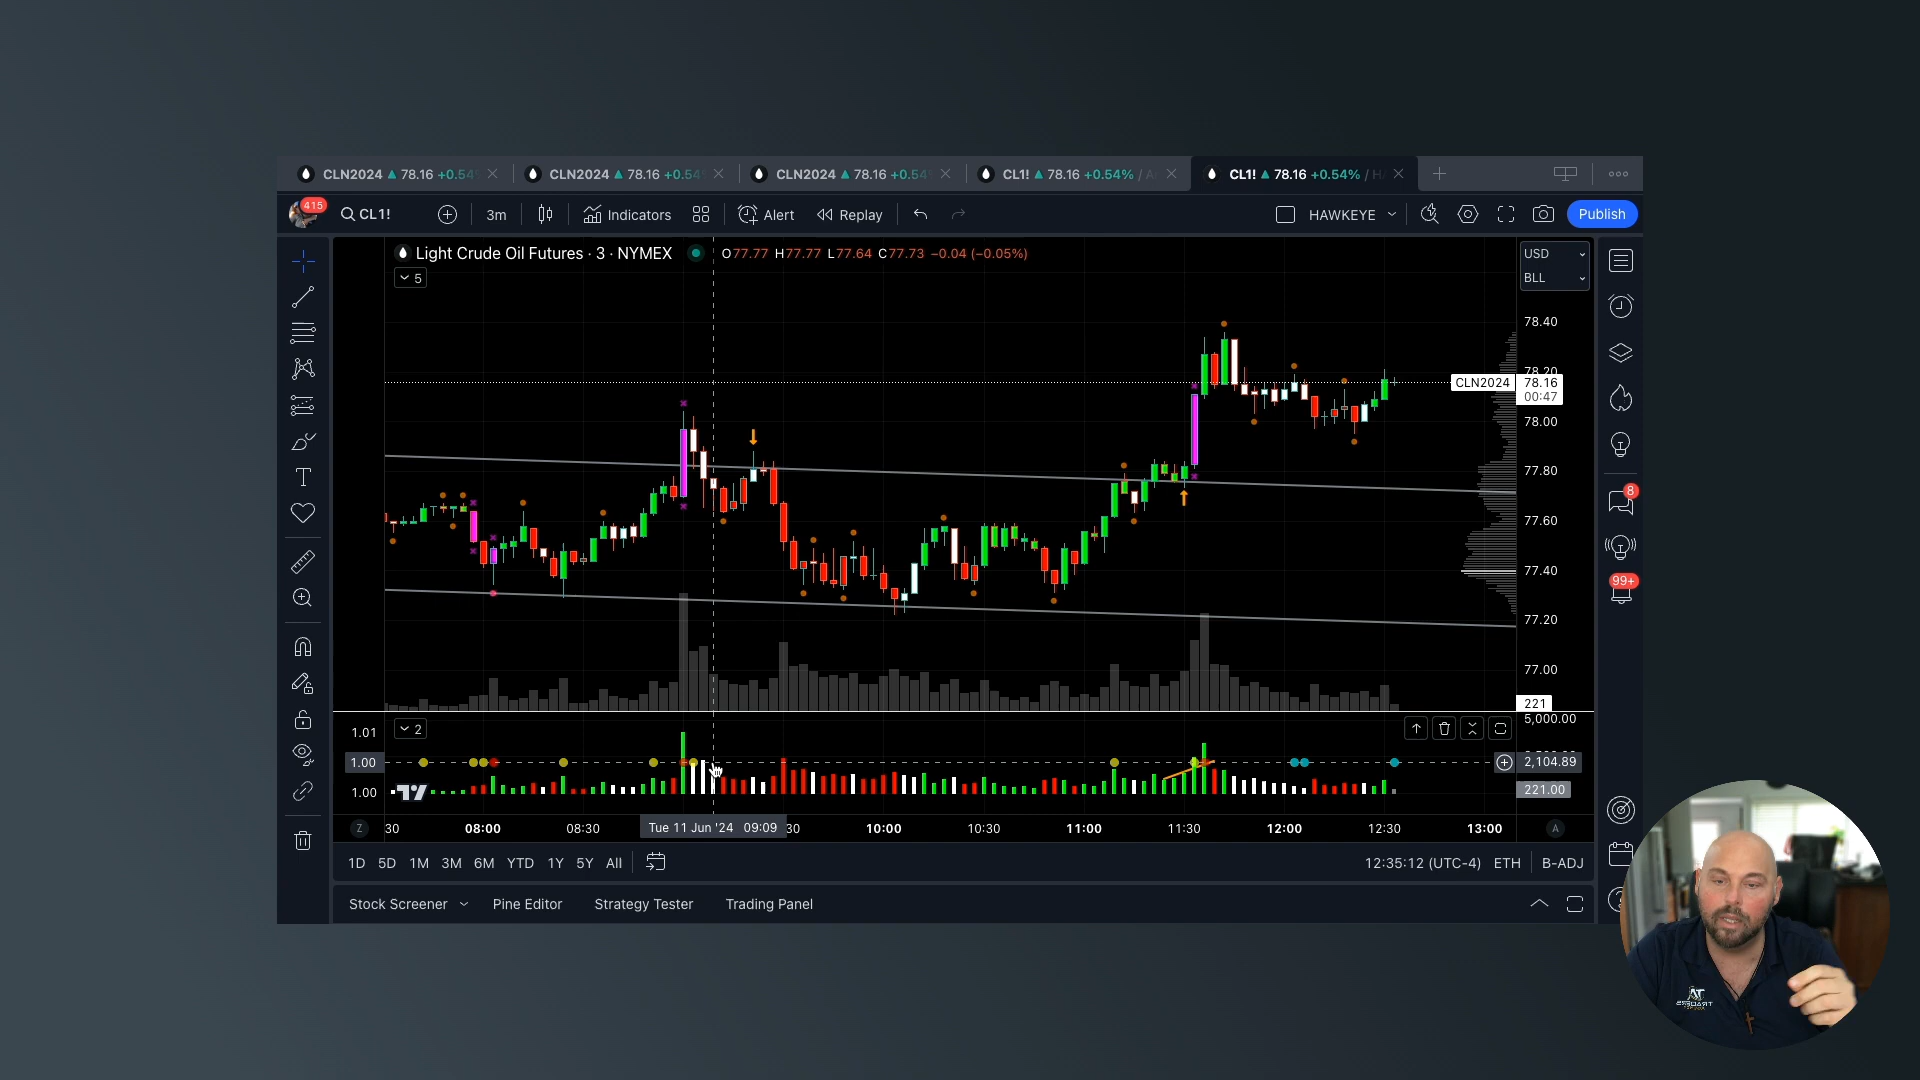 CLN2024 78.16 +0.54
CLN2024 78.16 +0.54
CLN2024 78.16 +0.54
CL1! 78.16 +0.54% /
CL1! 78.16 +0.54% / H
415
CL1!
3m
Indicators
Alert
Replay
HAWKEYE
Publish
Light Crude Oil Futures · 3 · NYMEX
O77.77 H77.77 L77.64 C77.73 −0.04 (−0.05%)
5
USD
BLL
78.40
78.20
CLN2024
78.16
00:47
78.00
77.80
77.60
77.40
77.20
77.00
221
8
99+
2
1.01
1.00
1.00
5,000.00
2,104.89
221.00
Z
30
08:00
08:30
Tue 11 Jun '24 09:09
30
10:00
10:30
11:00
11:30
12:00
12:30
13:00
A
1D 5D 1M 3M 6M YTD 1Y 5Y All
12:35:12 (UTC-4) ETH B-ADJ
Stock Screener Pine Editor Strategy Tester Trading Panel